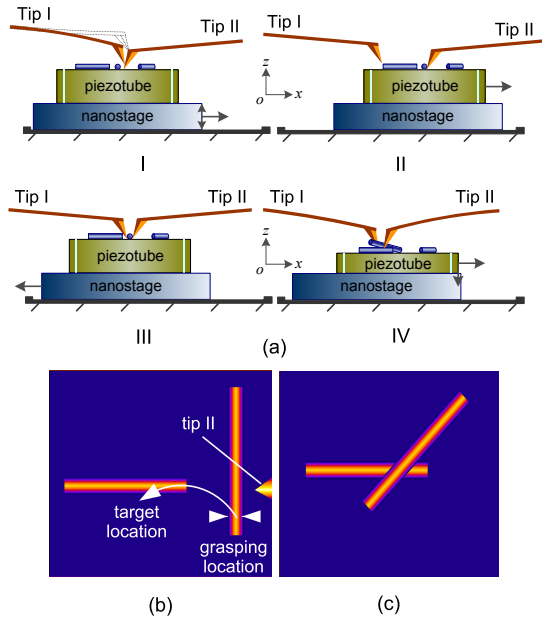 Tip I
Tip II
piezotube
nanostage
z
o
x
I
Tip I
Tip II
piezotube
nanostage
II
Tip I
Tip II
piezotube
nanostage
z
o
x
III
Tip I
Tip II
piezotube
nanostage
IV
(a)
tip II
target
location
grasping
location
(b)
(c)